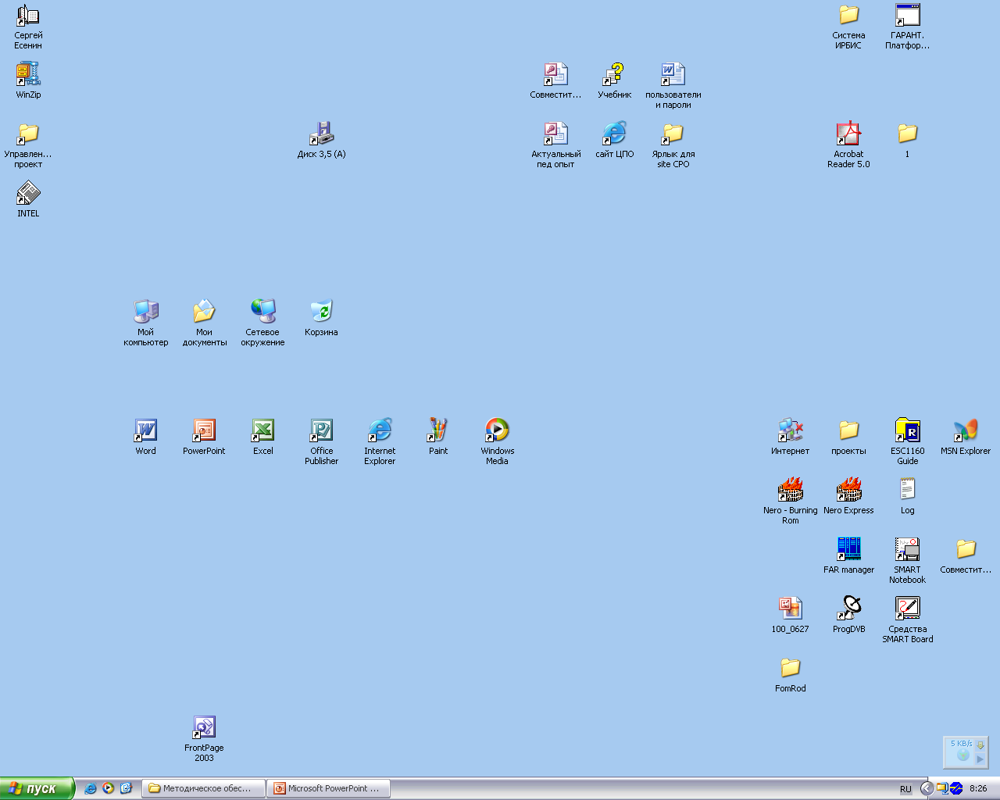 Сергей
Есенин
Система
ИРБИС
ГАРАНТ.
Платфор...
WinZip
Совместит...
Учебник
пользователи
и пароли
Управлен...
проект
Диск 3,5 (А)
Актуальный
пед опыт
сайт ЦПО
Ярлык для
site CPO
Acrobat
Reader 5.0
1
INTEL
Мой
компьютер
Мои
документы
Сетевое
окружение
Корзина
Word
PowerPoint
Excel
Office
Publisher
Internet
Explorer
Paint
Windows
Media
Интернет
проекты
ESC1160
Guide
MSN Explorer
Nero - Burning
Rom
Nero Express
Log
FAR manager
SMART
Notebook
Совместит...
100_0627
ProgDVB
Средства
SMART Board
FomRod
FrontPage
2003
5 KB/s
пуск
Методическое обес...
Microsoft PowerPoint ...
RU
8:26